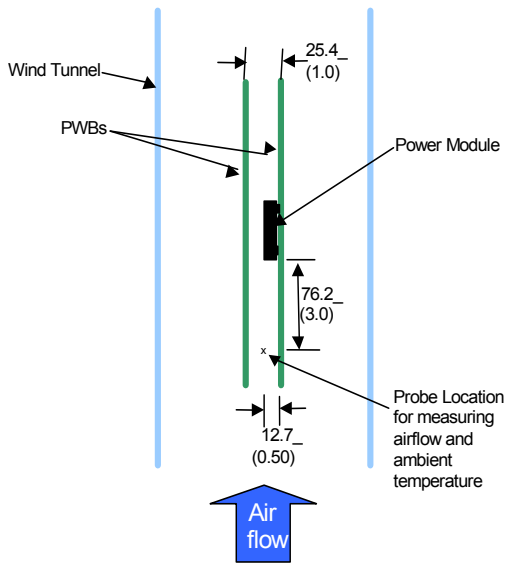 25.4_
(1.0)
Wind Tunnel
PWBs
Power Module
76.2_
(3.0)
x
Probe Location
for measuring
airflow and
ambient
temperature
12.7_
(0.50)
Air
flow